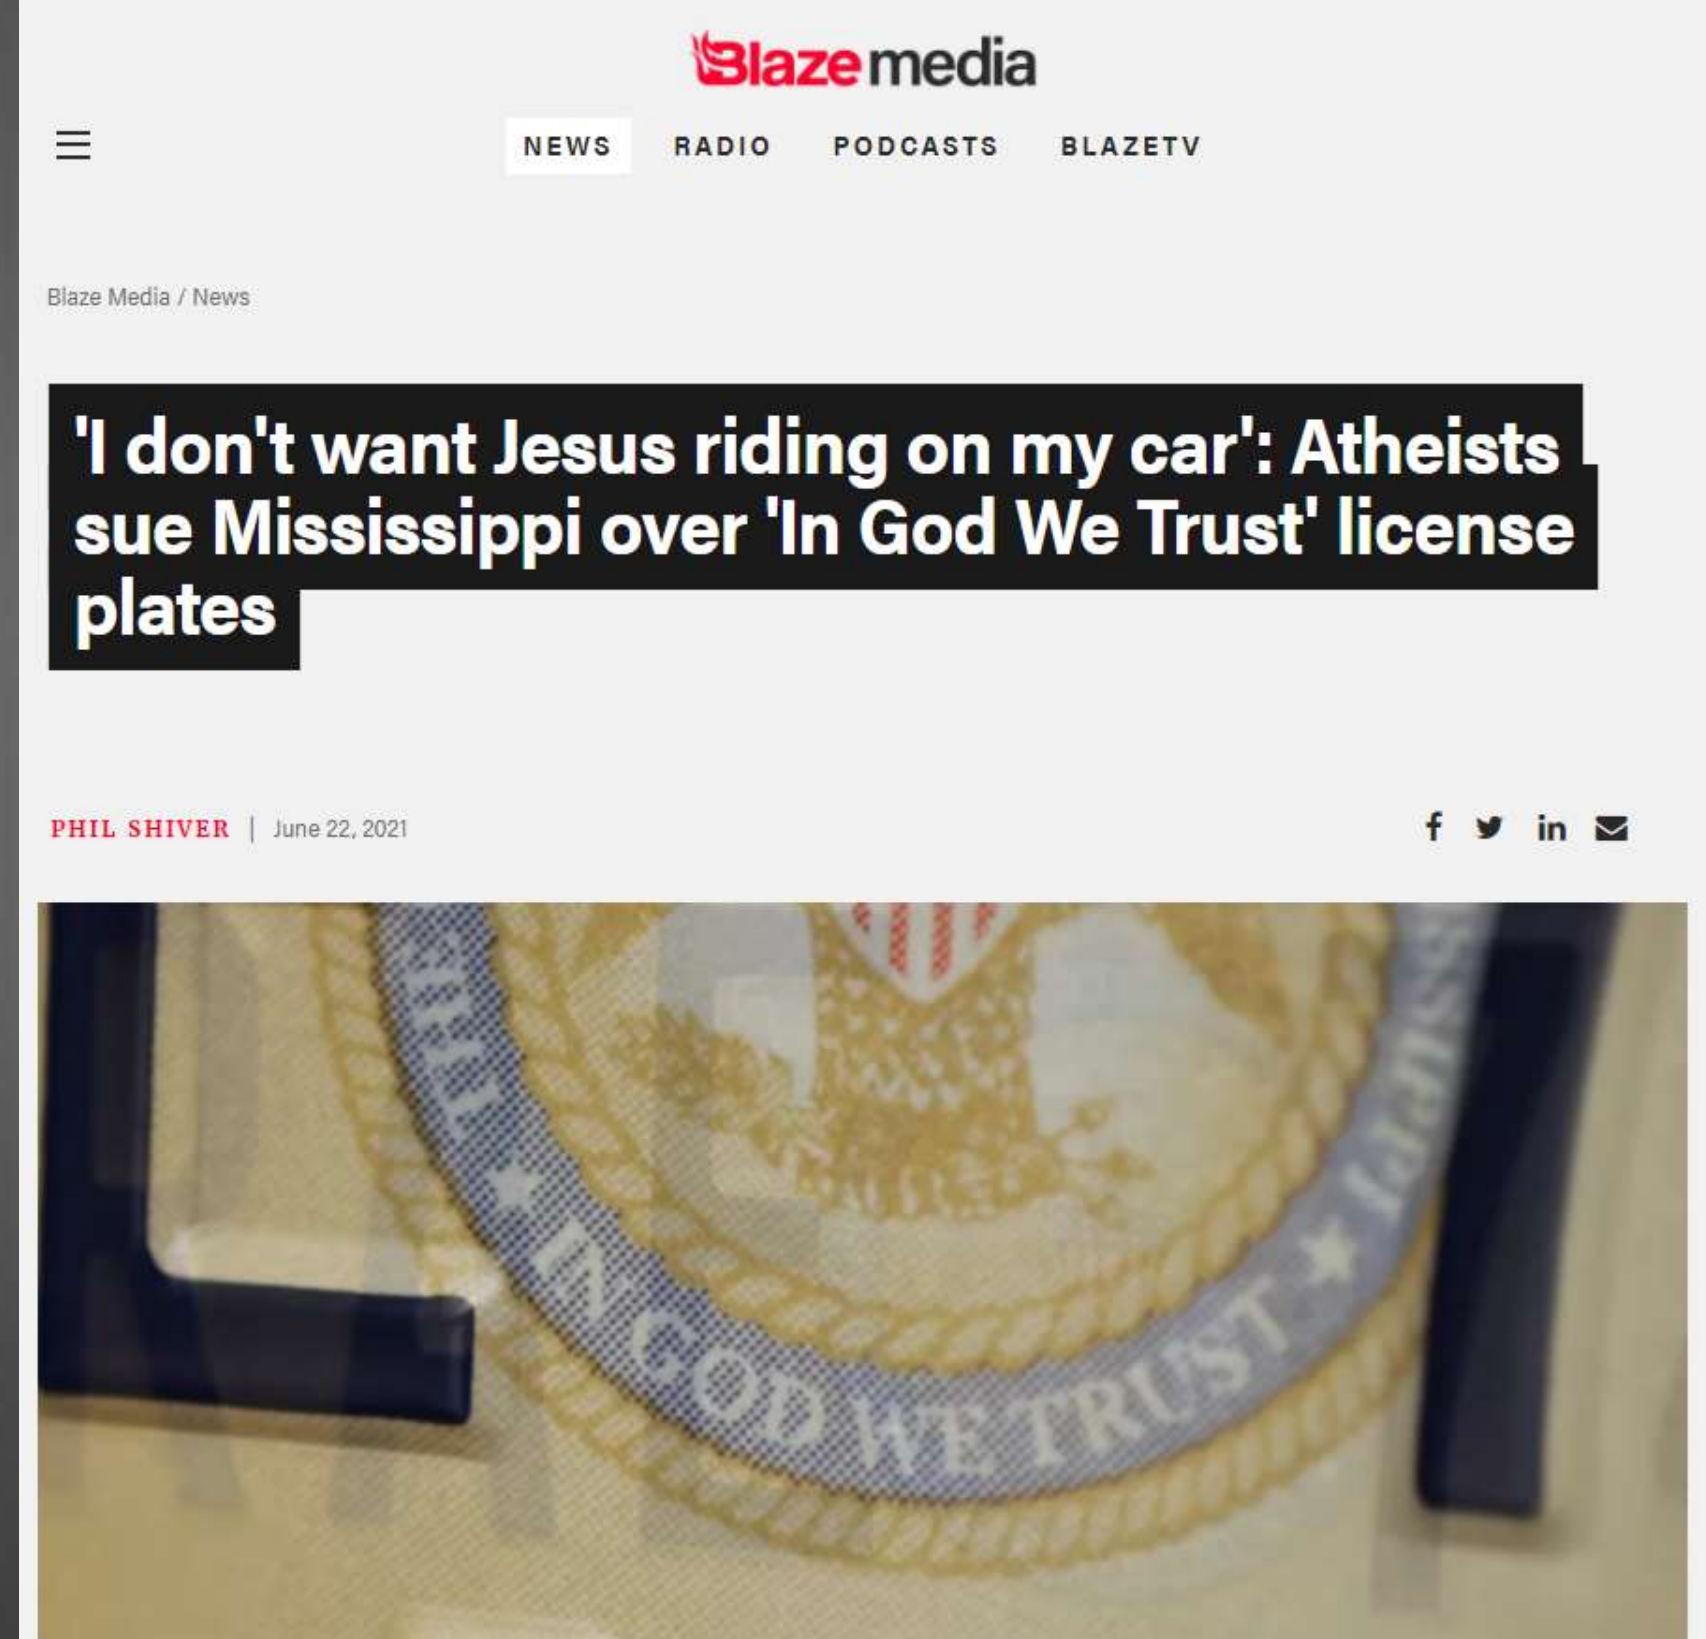 Blaze media
NEWS RADIO PODCASTS BLAZETV
Blaze Media / News
'I don't want Jesus riding on my car': Atheists
sue Mississippi over 'In God We Trust' license
plates
PHIL SHIVER | June 22, 2021
f in
★ IN GOD WE TRUST ★